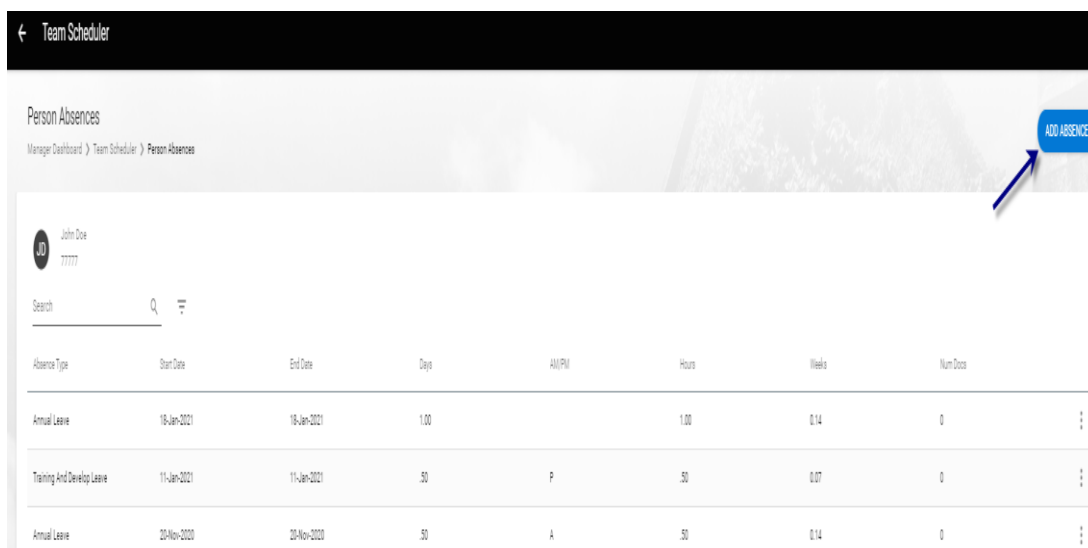 Team Scheduler
Person Absences
ADD ABSENCE
Manager Dashboard > Team Scheduler > Person Absences
JD
John Doe
77777
Search
Absence Type Start Date End Date Days AM/PM Hours Weeks Num Docs
Annual Leave 18-Jan-2021 18-Jan-2021 1.00 1.00 0.14 0
Training And Develop Leave 11-Jan-2021 11-Jan-2021 .50 P .50 0.07 0
Annual Leave 20-Nov-2020 20-Nov-2020 .50 A .50 0.14 0